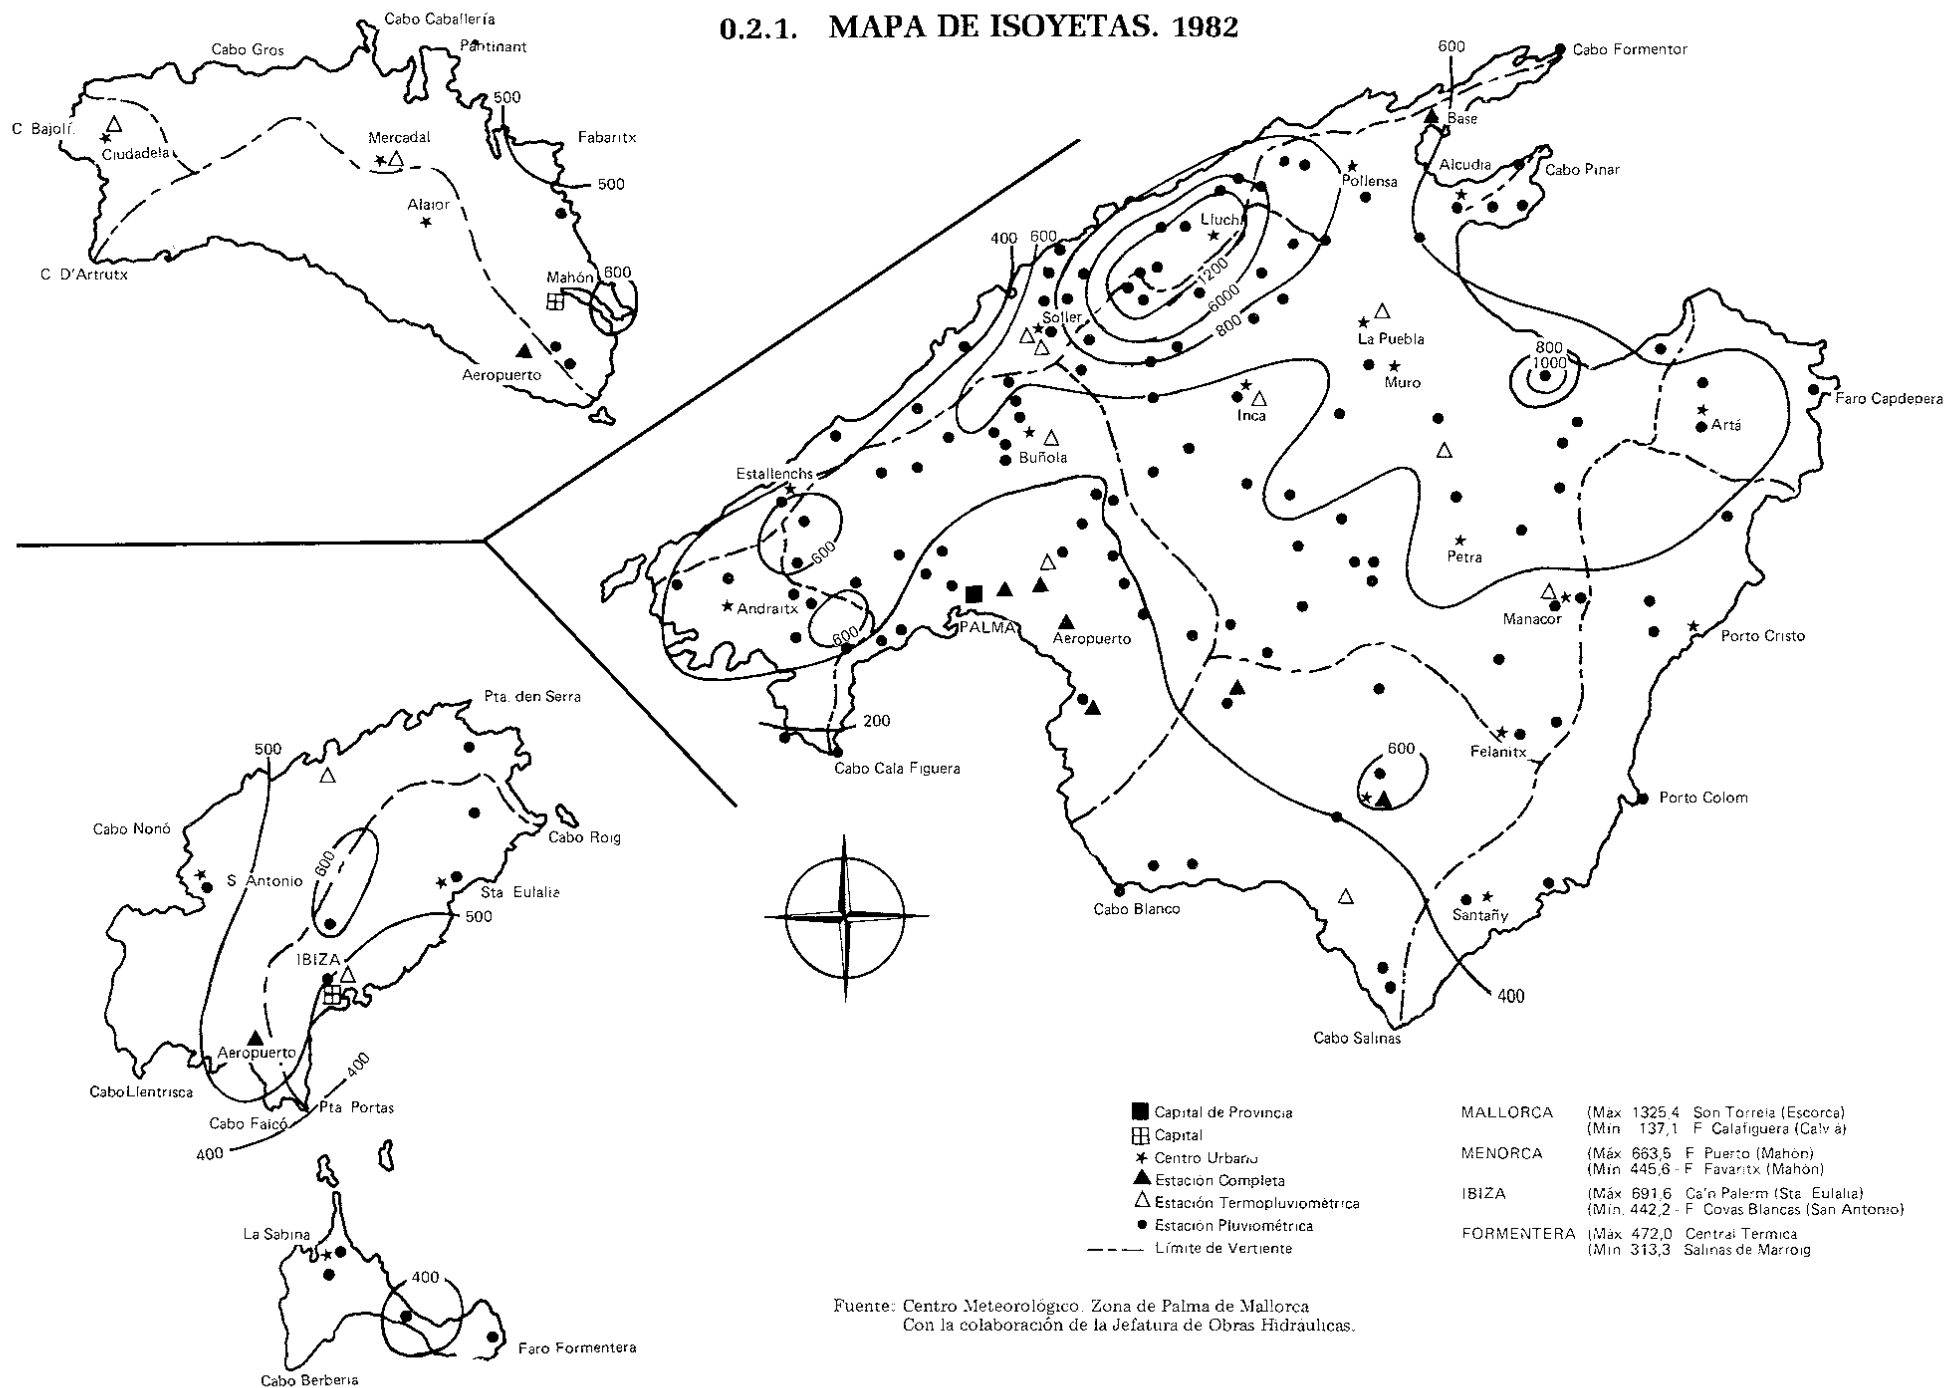 0.2.1. MAPA DE ISOYETAS. 1982
Cabo Caballería
Pantinant
Cabo Gros
500
C Bajolí.
Ciudadela
Mercadal
Fabaritx
500
Alaior
C D'Artrutx
Mahón
600
Aeropuerto
600
Cabo Formentor
Base
Alcudia
Cabo Pinar
Pollensa
Lluch
400
600
1200
6000
800
Soller
La Puebla
Muro
800
1000
Faro Capdepera
Inca
Artá
Buñola
Estallenchs
600
Petra
Andraitx
600
PALMA
Aeropuerto
Manacor
Porto Cristo
200
Cabo Cala Figuera
Felanitx
600
Porto Colom
Cabo Blanco
Santañy
400
Cabo Salinas
Pta. den Serra
500
Cabo Nonó
Cabo Roig
600
S Antonio
Sta Eulalia
500
IBIZA
Aeropuerto
400
Cabo Llentrisca
Pta Portas
Cabo Faicó
400
La Sabina
400
Faro Formentera
Cabo Berberia
Capital de Provincia
Capital
Centro Urbano
Estación Completa
Estación Termopluviométrica
Estación Pluviométrica
Límite de Vertiente
MALLORCA (Máx 1325,4 Son Torrela (Escorca)
(Mín 137,1 F Calafiguera (Calviá)
MENORCA (Máx 663,5 F Puerto (Mahón)
(Mín 445,6 - F Favaritx (Mahón)
IBIZA (Máx 691,6 Ca'n Palerm (Sta Eulalia)
(Mín. 442,2 - F Covas Blancas (San Antonio)
FORMENTERA (Máx 472,0 Central Termica
(Mín 313,3 Salinas de Marroig
Fuente: Centro Meteorológico. Zona de Palma de Mallorca
Con la colaboración de la Jefatura de Obras Hidráulicas.